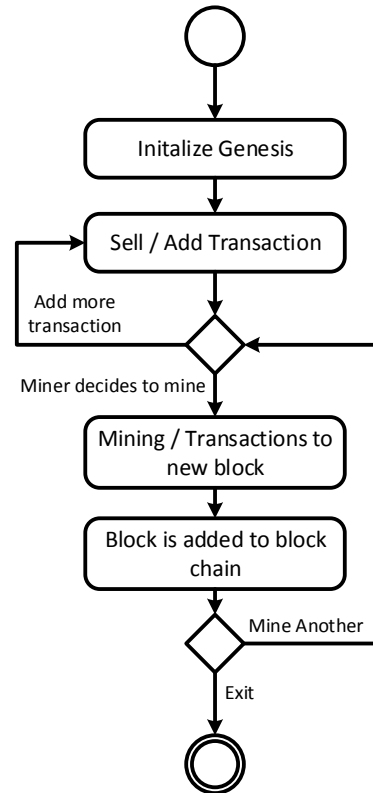 Initalize Genesis
Sell / Add Transaction
Add more
transaction
Miner decides to mine
Mining / Transactions to
new block
Block is added to block
chain
Mine Another
Exit